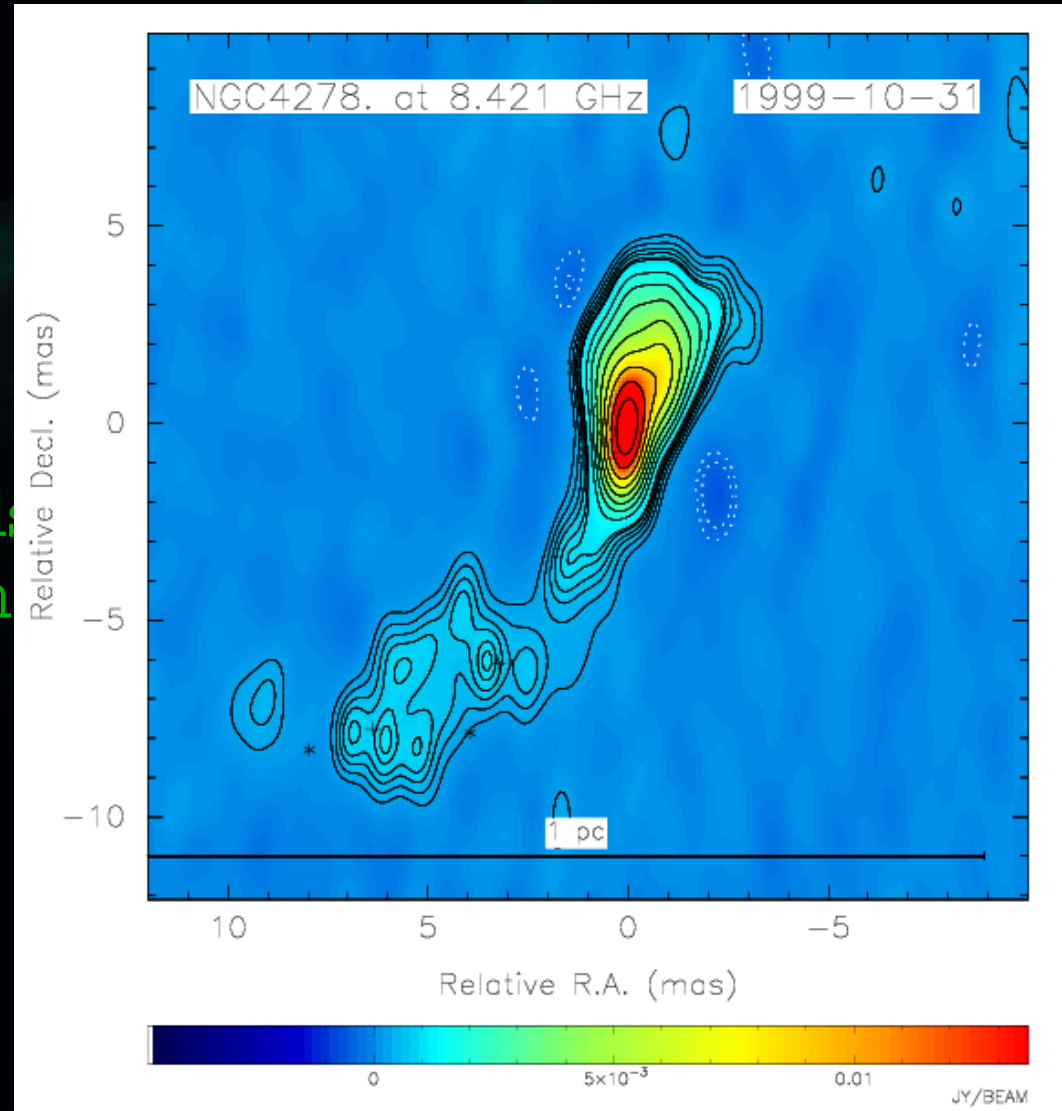 NGC4278. at 8.421 GHz 1999-10-31
5
0
-5
-10
Relative Decl. (mas)
1 pc
10 5 0 -5
Relative R.A. (mas)
0 5×10⁻³ 0.01
JY/BEAM